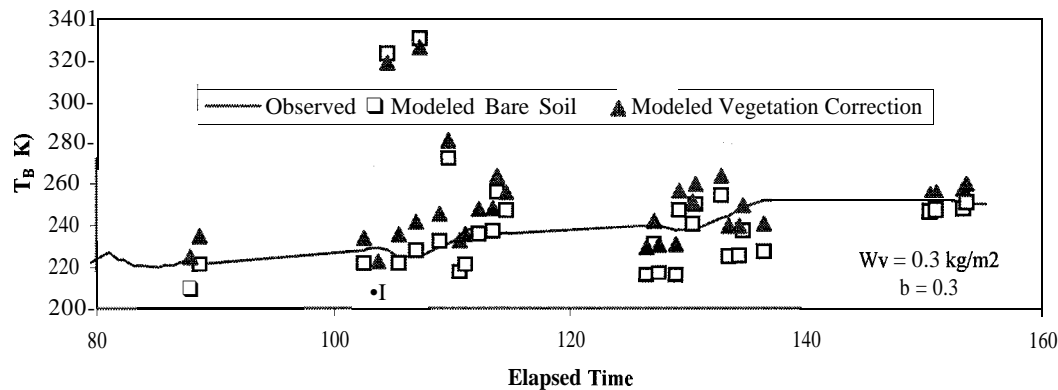 3401
320-
300-
280-
260
240
220
200-
T_B K)
Observed Modeled Bare Soil Modeled Vegetation Correction
•I
Wv = 0.3 kg/m2
b = 0.3
80 100 120 140 160
Elapsed Time